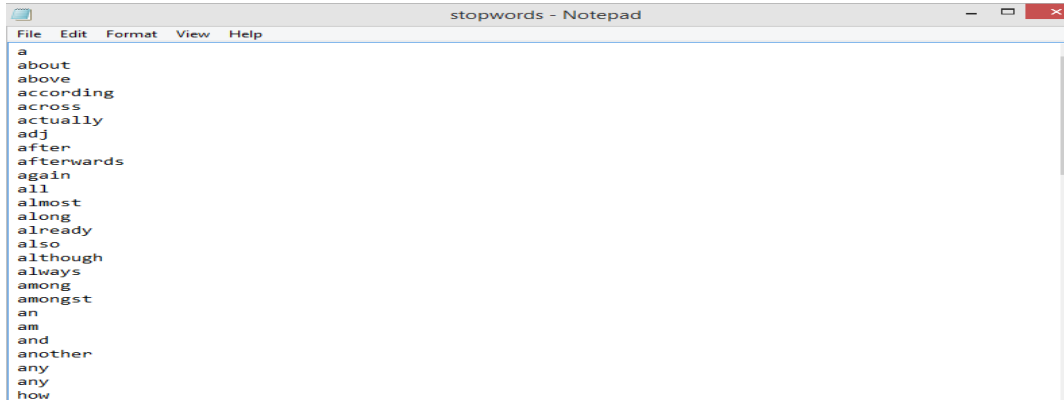 stopwords - Notepad
File Edit Format View Help
a
about
above
according
across
actually
adj
after
afterwards
again
all
almost
along
already
also
although
always
among
amongst
an
am
and
another
any
any
how